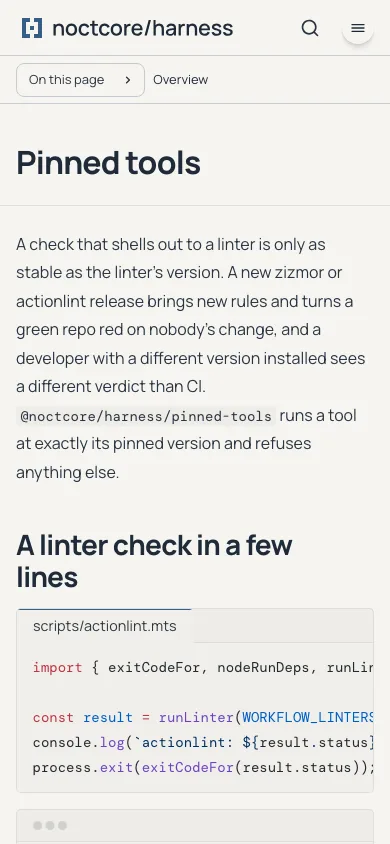 noctcore/harness
On this page
Overview
Pinned tools
A check that shells out to a linter is only as
stable as the linter's version. A new zizmor or
actionlint release brings new rules and turns a
green repo red on nobody's change, and a
developer with a different version installed sees
a different verdict than CI.
@noctcore/harness/pinned-tools runs a tool
at exactly its pinned version and refuses
anything else.
A linter check in a few
lines
scripts/actionlint.mts
import { exitCodeFor, nodeRunDeps, runLin
const result = runLinter(WORKFLOW_LINTERS
console.log(`actionlint: ${result.status}
process.exit(exitCodeFor(result.status));